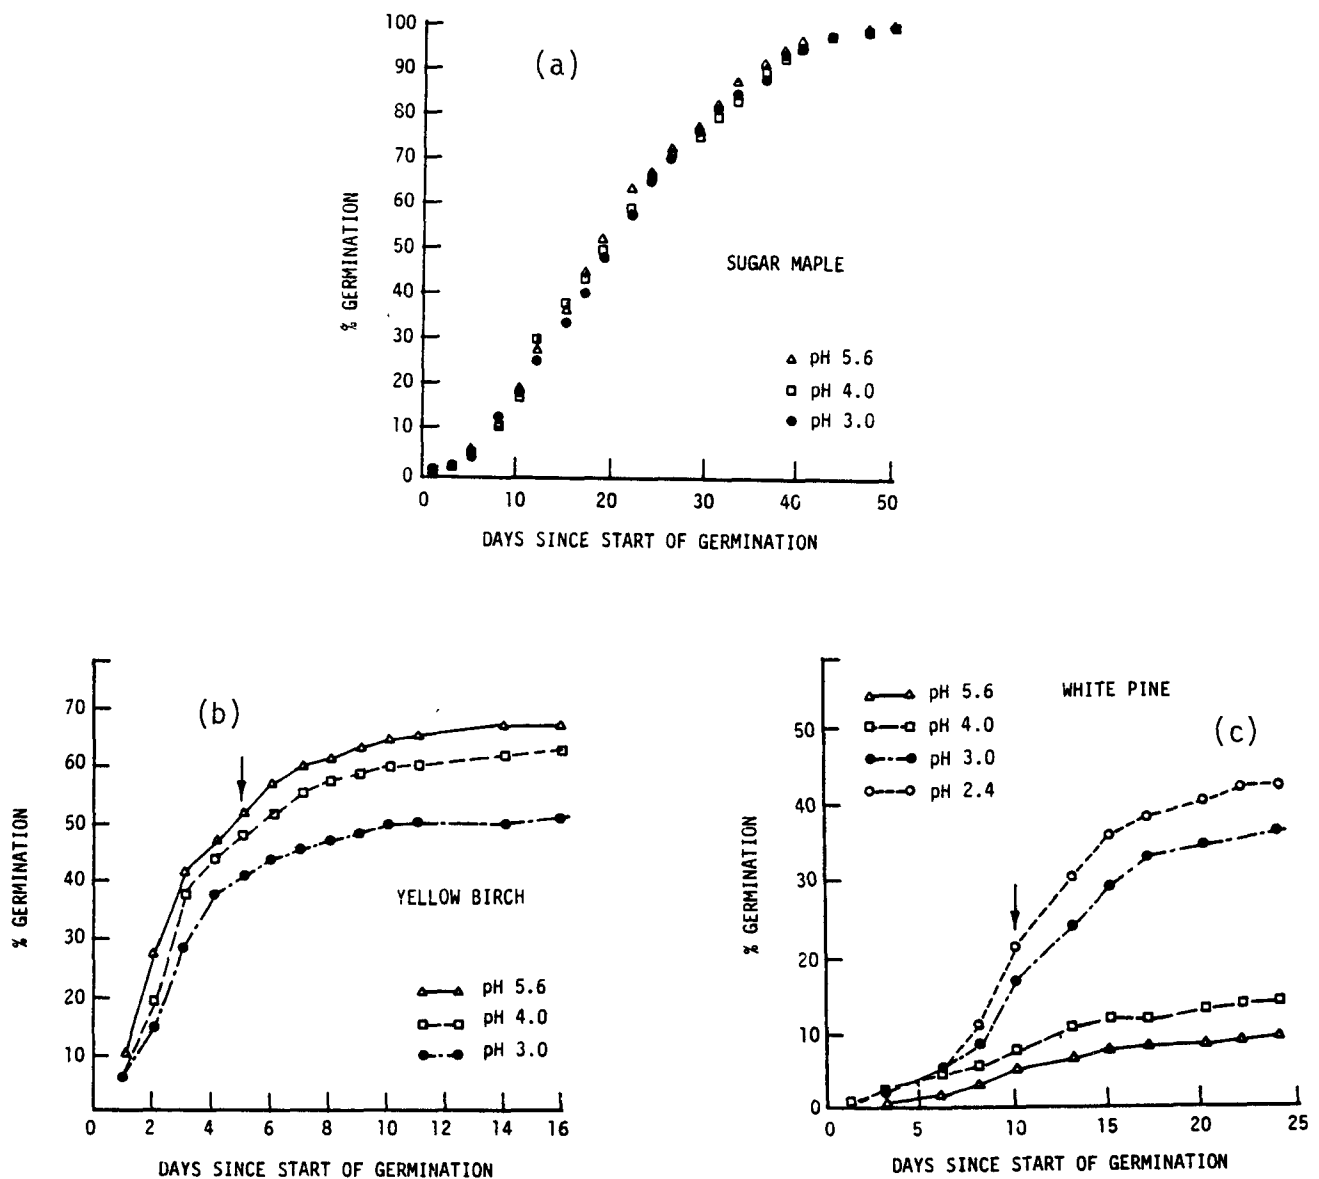 100
(a)
90
80
70
60
50
40
30
20
10
0
% GERMINATION
SUGAR MAPLE
pH 5.6
pH 4.0
pH 3.0
0 10 20 30 40 50
DAYS SINCE START OF GERMINATION
(b)
70
60
50
40
30
20
10
% GERMINATION
YELLOW BIRCH
pH 5.6
pH 4.0
pH 3.0
0 2 4 6 8 10 12 14 16
DAYS SINCE START OF GERMINATION
pH 5.6
pH 4.0
pH 3.0
pH 2.4
WHITE PINE
(c)
50
40
30
20
10
0
% GERMINATION
0 5 10 15 20 25
DAYS SINCE START OF GERMINATION